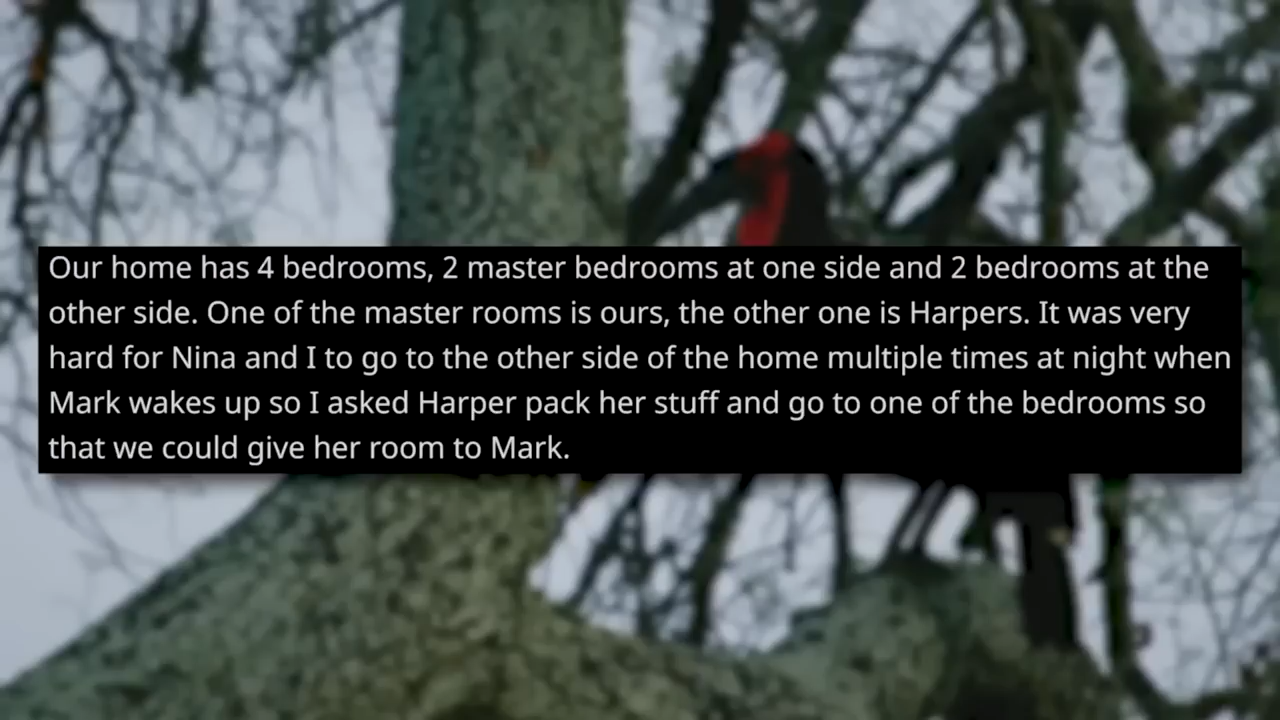 Our home has 4 bedrooms, 2 master bedrooms at one side and 2 bedrooms at the
other side. One of the master rooms is ours, the other one is Harpers. It was very
hard for Nina and I to go to the other side of the home multiple times at night when
Mark wakes up so I asked Harper pack her stuff and go to one of the bedrooms so
that we could give her room to Mark.